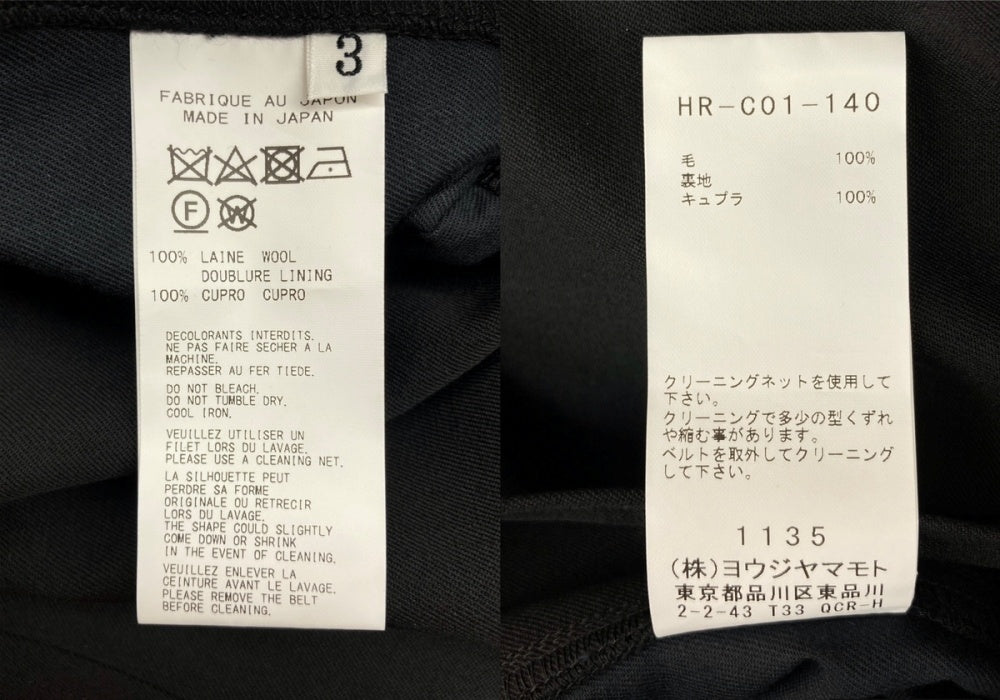 3
FABRIQUE AU JAPON
MADE IN JAPAN
F
W
100% LAINE WOOL
DOUBLURE LINING
100% CUPRO CUPRO
DECOLORANTS INTERDITS.
NE PAS FAIRE SECHER A LA
MACHINE.
REPASSER AU FER TIEDE.
DO NOT BLEACH.
DO NOT TUMBLE DRY.
COOL IRON.
VEUILLEZ UTILISER UN
FILET LORS DU LAVAGE.
PLEASE USE A CLEANING NET.
LA SILHOUETTE PEUT
PERDRE SA FORME
ORIGINALE OU RETRECIR
LORS DU LAVAGE.
THE SHAPE COULD SLIGHTLY
COME DOWN OR SHRINK
IN THE EVENT OF CLEANING.
VEUILLEZ ENLEVER LA
CEINTURE AVANT LE LAVAGE.
PLEASE REMOVE THE BELT
BEFORE CLEANING.
HR-C01-140
毛 100%
裏地
キュプラ 100%
クリーニングネットを使用して
下さい。
クリーニングで多少の型くずれ
や縮む事があります。
ベルトを取外してクリーニング
して下さい。
1135
(株)ヨウジヤマモト
東京都品川区東品川
2-2-43 T33 QCR-H